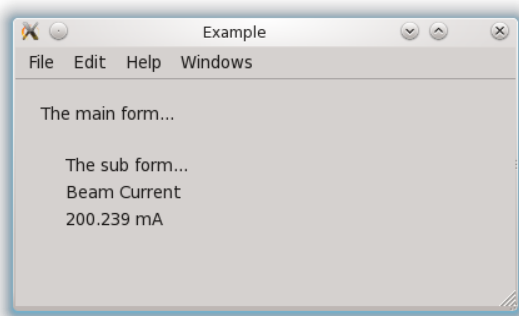 Example
File Edit Help Windows
The main form...
The sub form...
Beam Current
200.239 mA